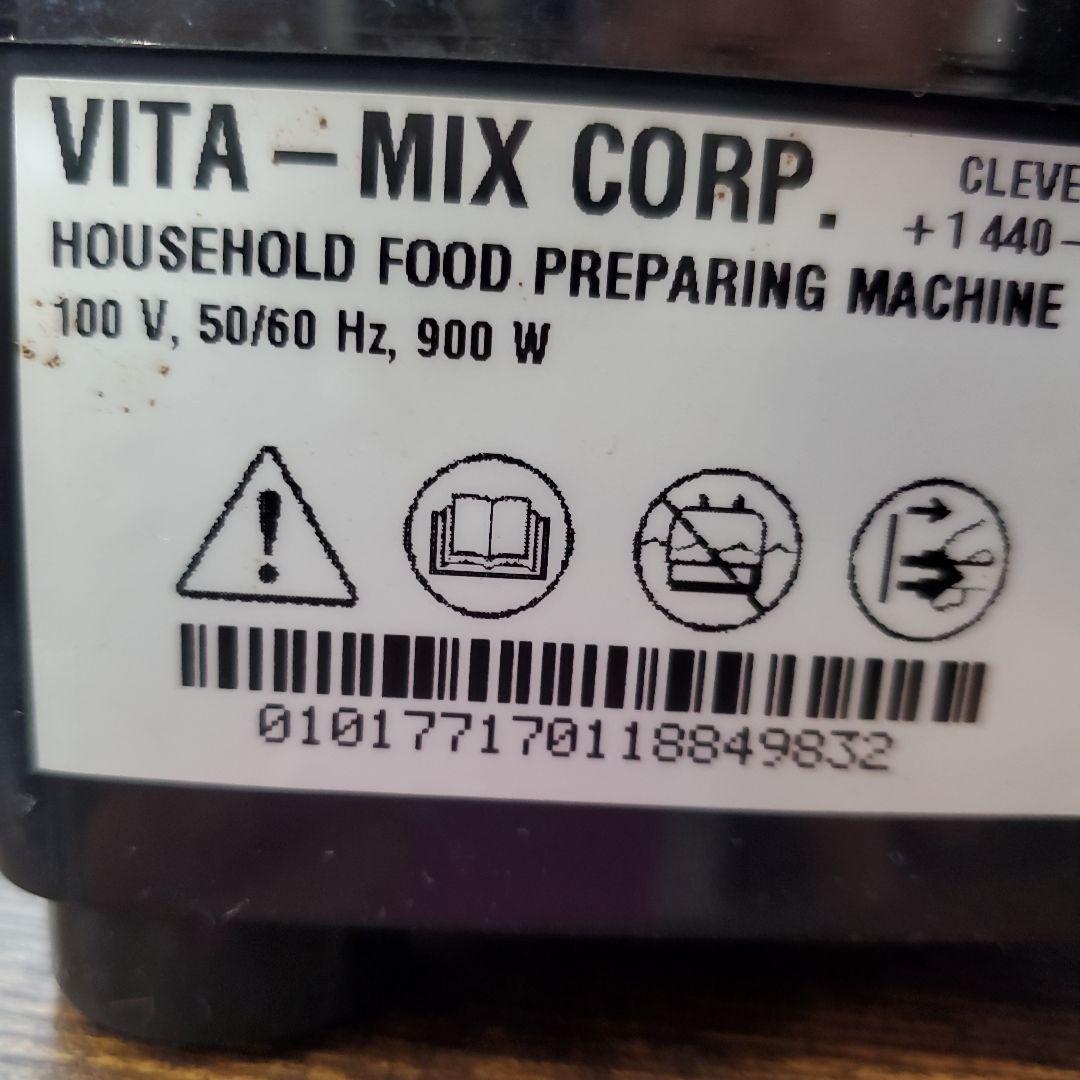 VITA – MIX CORP.
CLEVE
+1 440-
HOUSEHOLD FOOD PREPARING MACHINE
100 V, 50/60 Hz, 900 W
010177170118849832